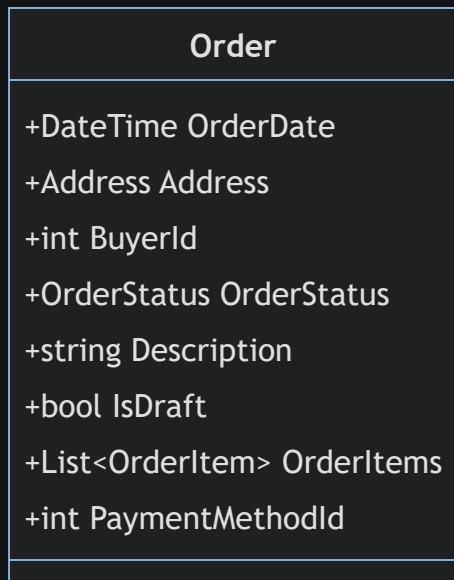 Order
+DateTime OrderDate
+Address Address
+int BuyerId
+OrderStatus OrderStatus
+string Description
+bool IsDraft
+List<OrderItem> OrderItems
+int PaymentMethodId